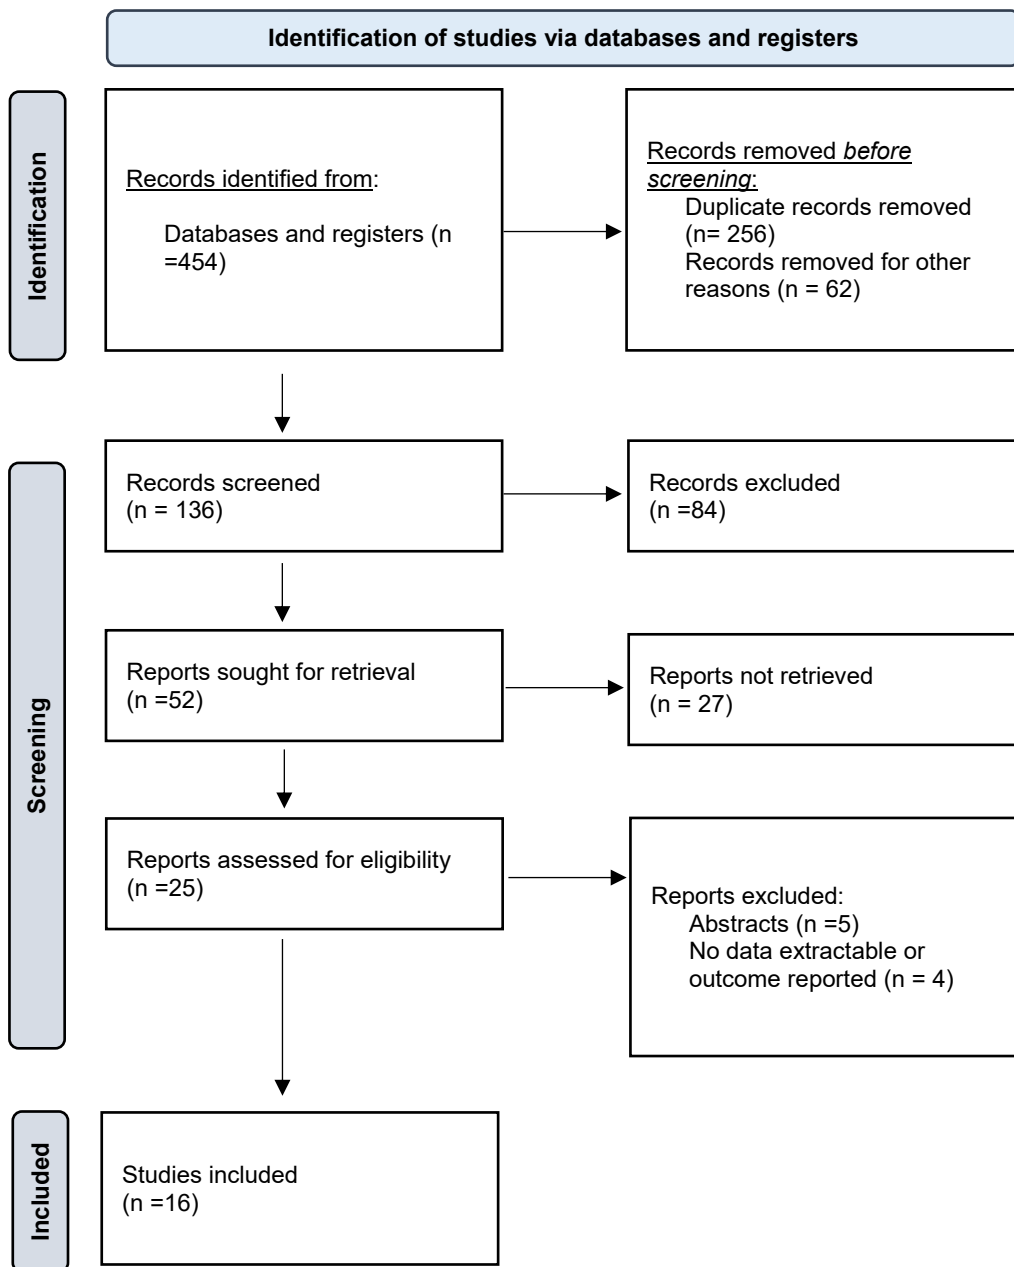 Identification of studies via databases and registers
Identification
Records identified from:
Databases and registers (n
=454)
Records removed before
screening:
Duplicate records removed
(n= 256)
Records removed for other
reasons (n = 62)
Screening
Records screened
(n = 136)
Records excluded
(n =84)
Reports sought for retrieval
(n =52)
Reports not retrieved
(n = 27)
Reports assessed for eligibility
(n =25)
Reports excluded:
Abstracts (n =5)
No data extractable or
outcome reported (n = 4)
Included
Studies included
(n =16)